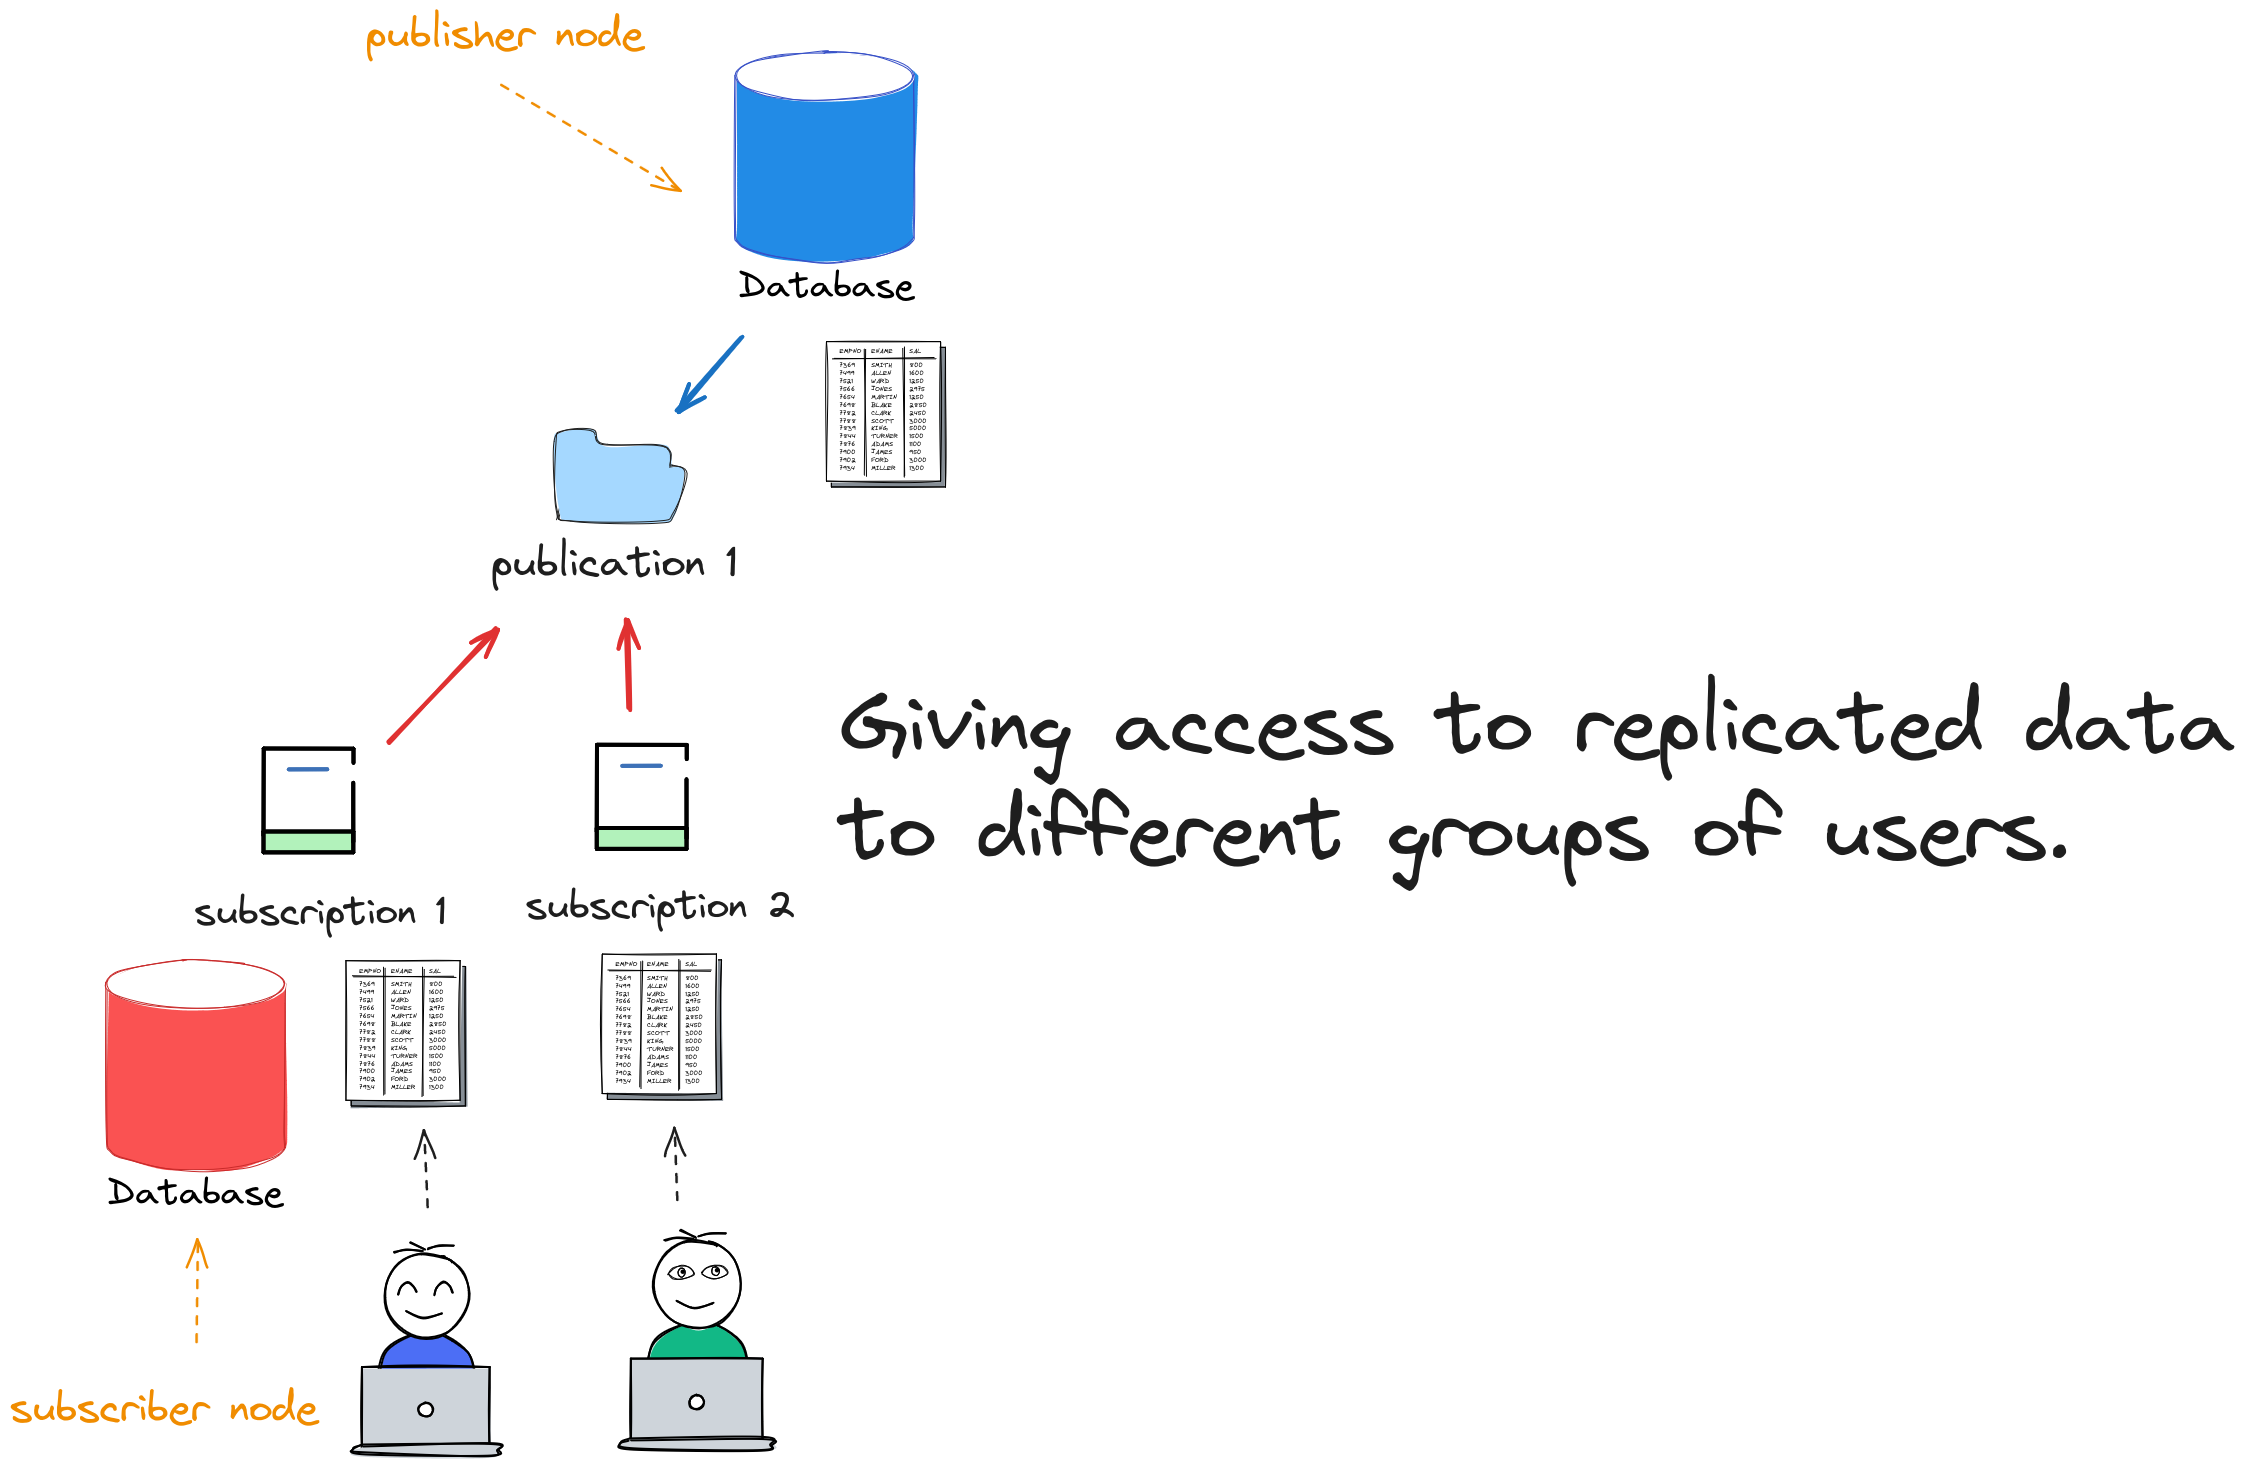 publisher node
Database
EMPNO ENAME SAL
7369 SMITH 800
7499 ALLEN 1600
7521 WARD 1250
7566 JONES 2975
7654 MARTIN 1250
7698 BLAKE 2850
7782 CLARK 2450
7788 SCOTT 3000
7839 KING 5000
7844 TURNER 1500
7876 ADAMS 1100
7900 JAMES 950
7902 FORD 3000
7934 MILLER 1300
publication 1
Giving access to replicated data
to different groups of users.
subscription 1
subscription 2
EMPNO ENAME SAL
7369 SMITH 800
7499 ALLEN 1600
7521 WARD 1250
7566 JONES 2975
7654 MARTIN 1250
7698 BLAKE 2850
7782 CLARK 2450
7788 SCOTT 3000
7839 KING 5000
7844 TURNER 1500
7876 ADAMS 1100
7900 JAMES 950
7902 FORD 3000
7934 MILLER 1300
EMPNO ENAME SAL
7369 SMITH 800
7499 ALLEN 1600
7521 WARD 1250
7566 JONES 2975
7654 MARTIN 1250
7698 BLAKE 2850
7782 CLARK 2450
7788 SCOTT 3000
7839 KING 5000
7844 TURNER 1500
7876 ADAMS 1100
7900 JAMES 950
7902 FORD 3000
7934 MILLER 1300
Database
subscriber node